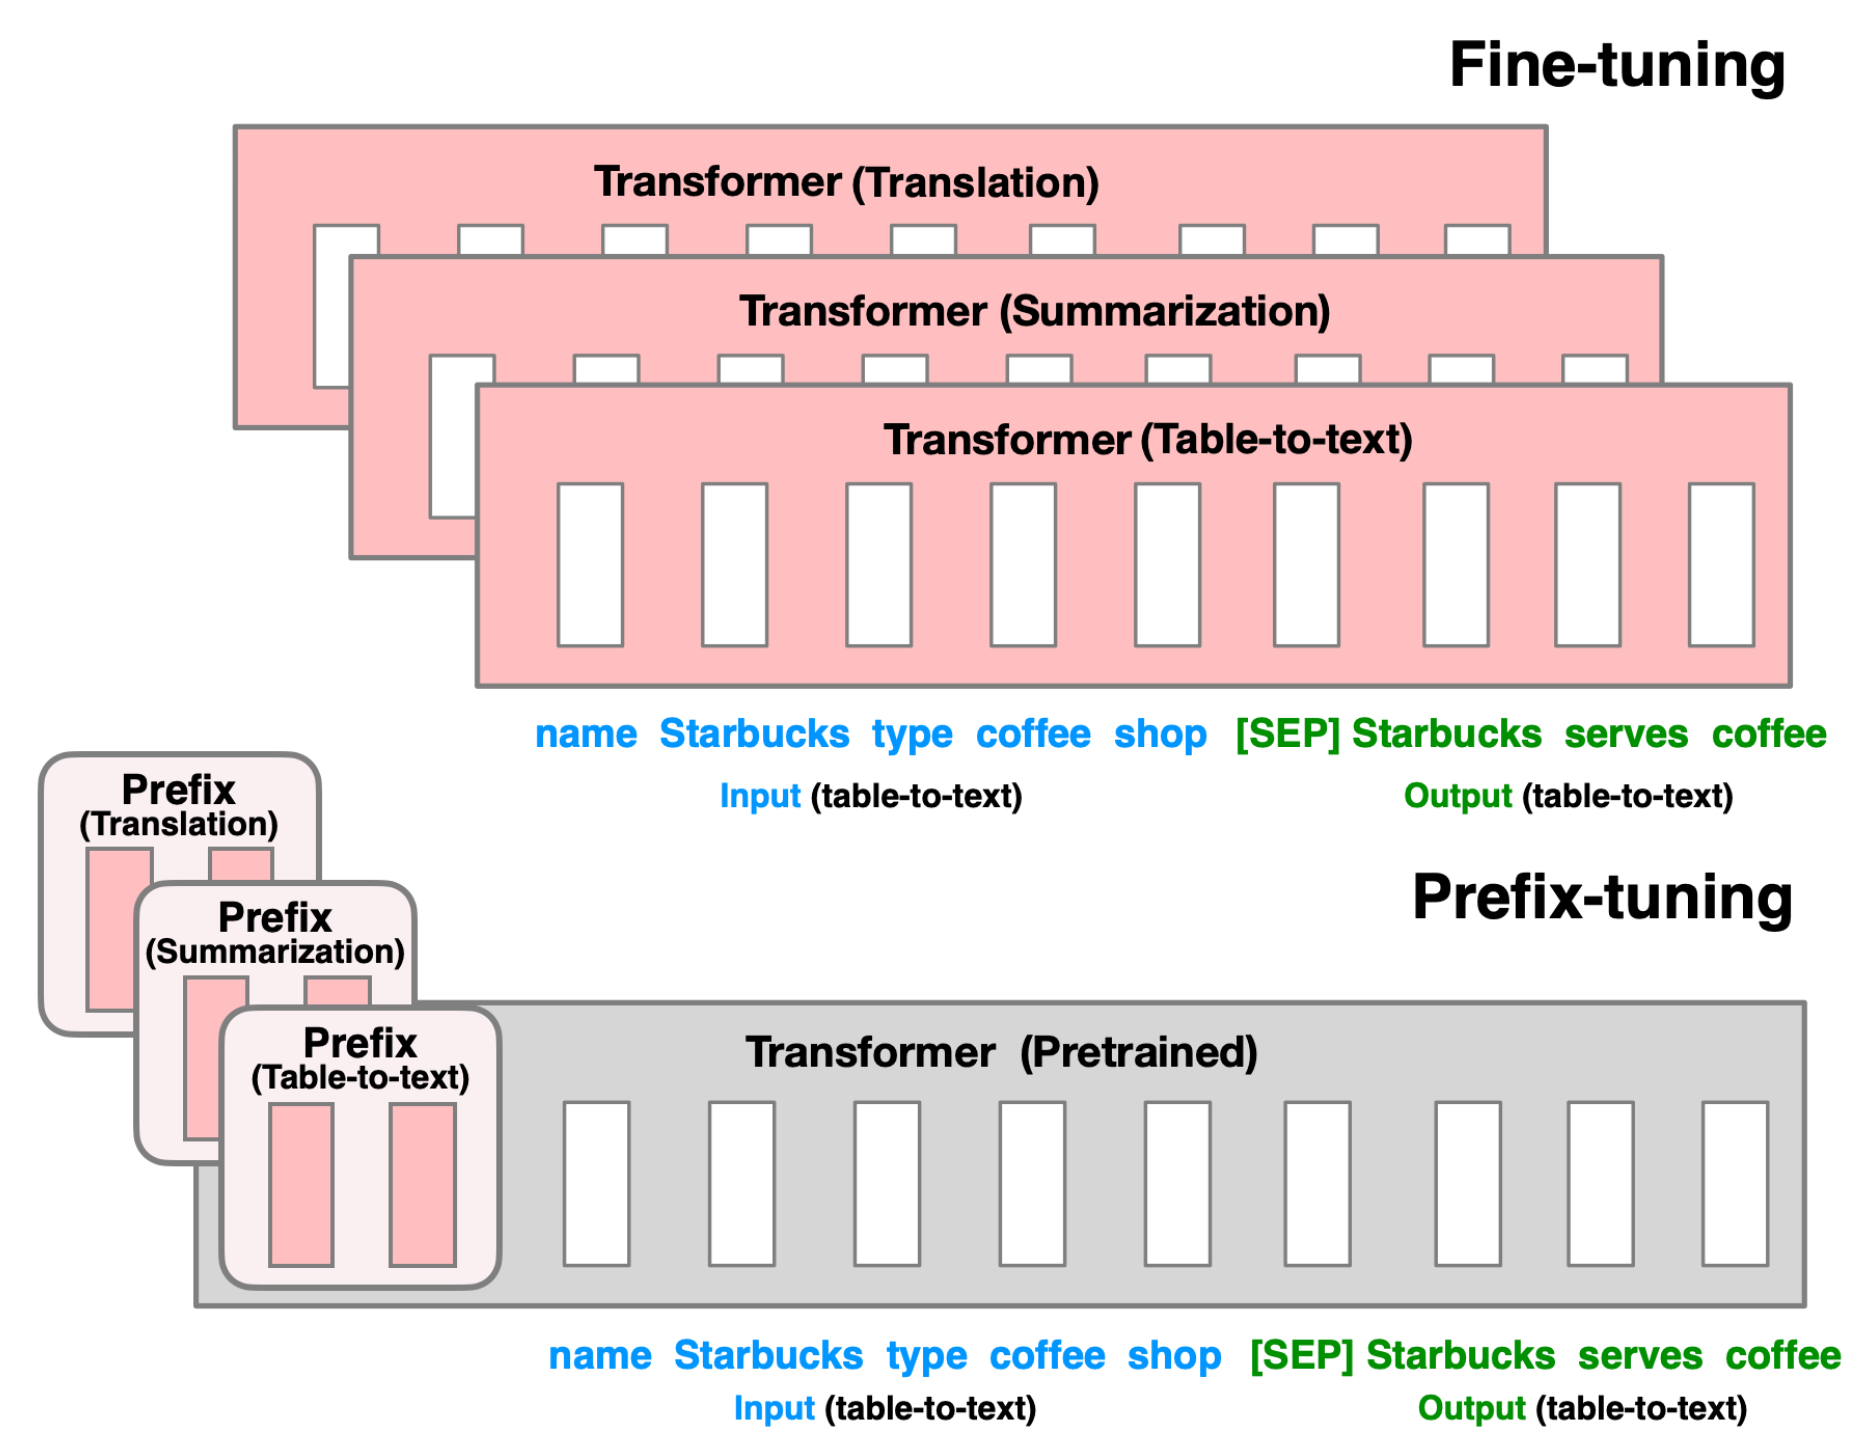 Fine-tuning
Transformer (Translation)
Transformer (Summarization)
Transformer (Table-to-text)
name Starbucks type coffee shop [SEP] Starbucks serves coffee
Input (table-to-text) Output (table-to-text)
Prefix
(Translation)
Prefix-tuning
Prefix
(Summarization)
Prefix
(Table-to-text)
Transformer (Pretrained)
name Starbucks type coffee shop [SEP] Starbucks serves coffee
Input (table-to-text) Output (table-to-text)